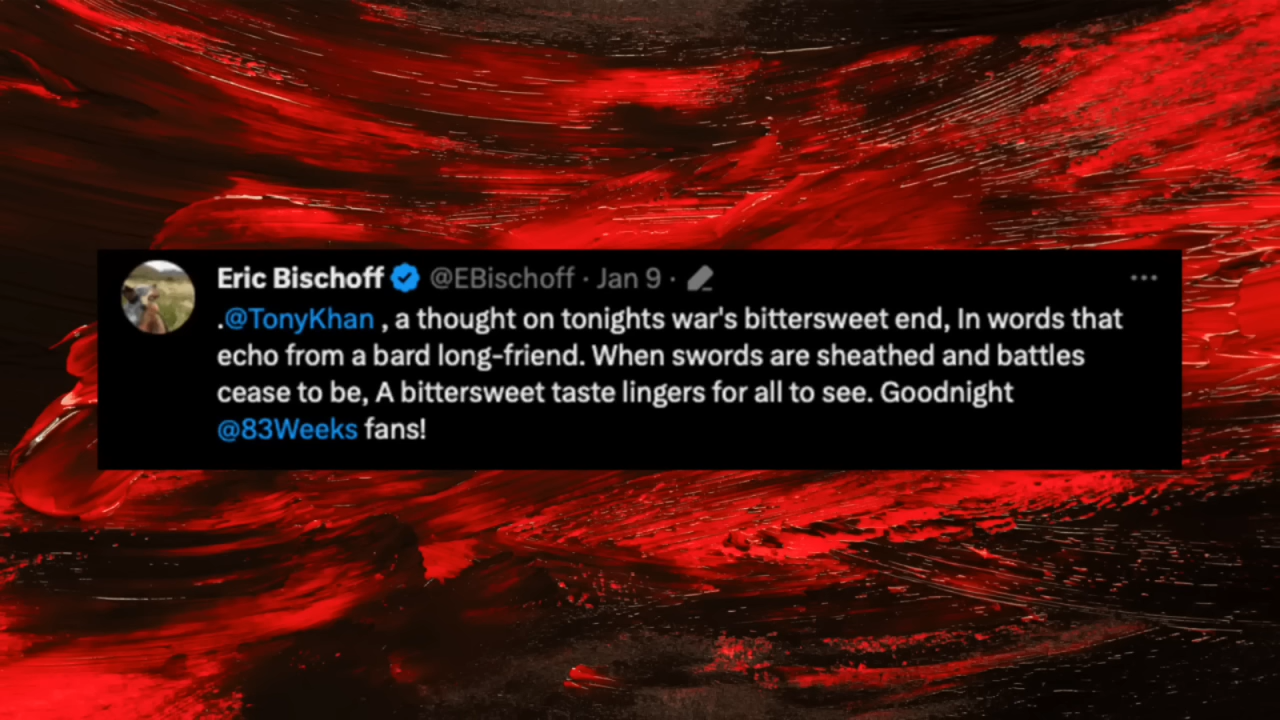 Eric Bischoff @EBischoff · Jan 9 ·
.@TonyKhan , a thought on tonights war's bittersweet end, In words that
echo from a bard long-friend. When swords are sheathed and battles
cease to be, A bittersweet taste lingers for all to see. Goodnight
@83Weeks fans!